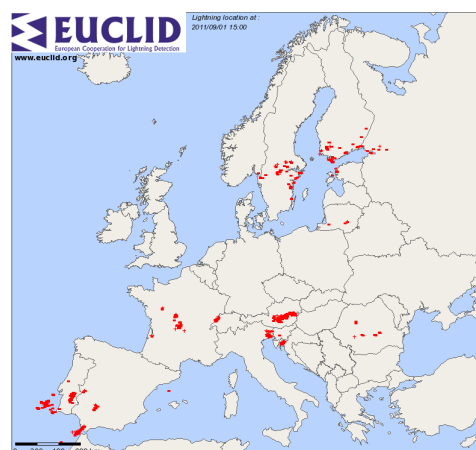 EUCLID
European Cooperation for Lightning Detection
www.euclid.org
Lightning location at :
2011/09/01 15:00